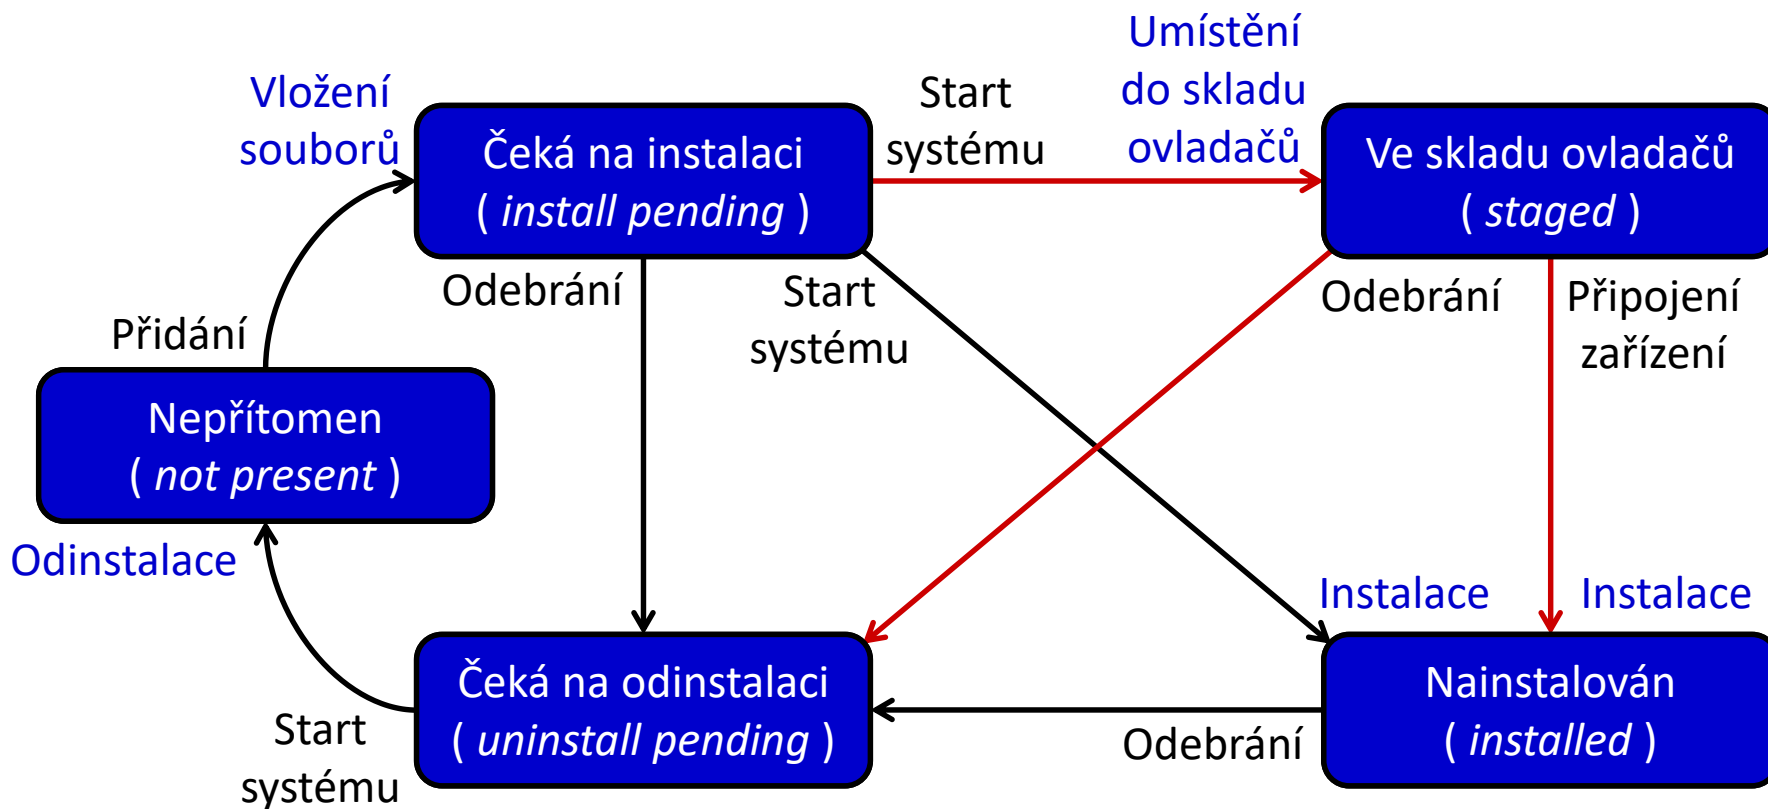 Vložení
souborů
Čeká na instalaci
( install pending )
Start
systému
Umístění
do skladu
ovladačů
Ve skladu ovladačů
( staged )
Odebrání
Start
systému
Odebrání
Připojení
zařízení
Přidání
Nepřítomen
( not present )
Odinstalace
Instalace
Instalace
Čeká na odinstalaci
( uninstall pending )
Nainstalován
( installed )
Start
systému
Odebrání